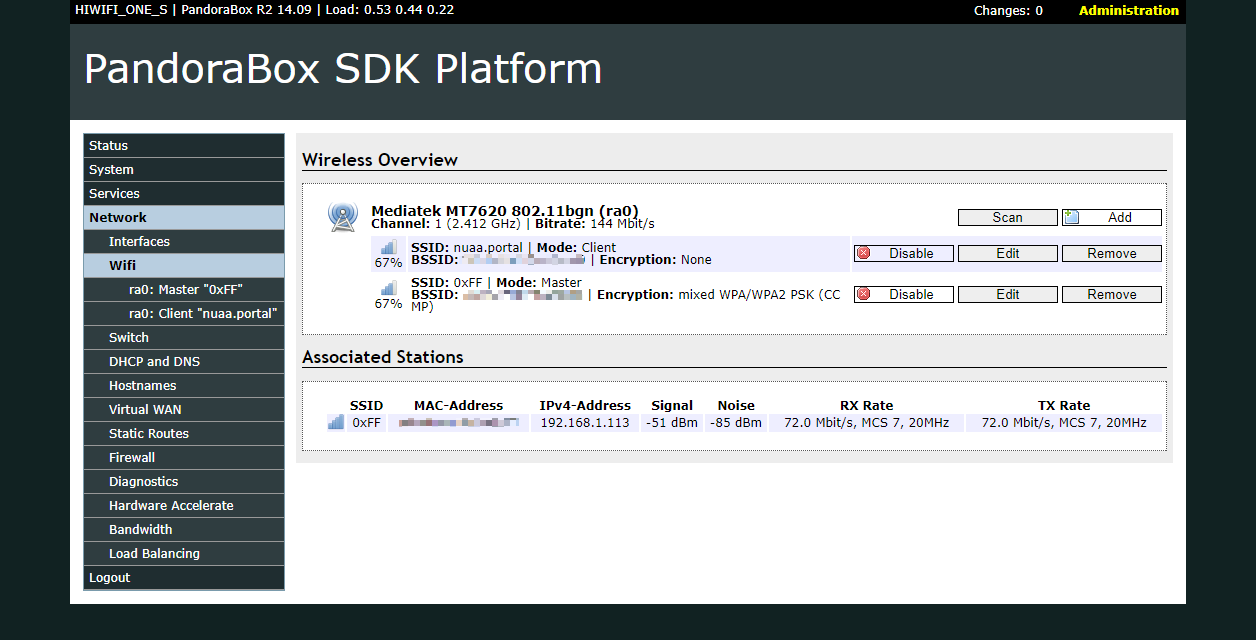 HIWIFI_ONE_S | PandoraBox R2 14.09 | Load: 0.53 0.44 0.22
Changes: 0
Administration
PandoraBox SDK Platform
Status
System
Services
Network
Interfaces
Wifi
ra0: Master "0xFF"
ra0: Client "nuaa.portal"
Switch
DHCP and DNS
Hostnames
Virtual WAN
Static Routes
Firewall
Diagnostics
Hardware Accelerate
Bandwidth
Load Balancing
Logout
Wireless Overview
Mediatek MT7620 802.11bgn (ra0)
Channel: 1 (2.412 GHz) | Bitrate: 144 Mbit/s
Scan
Add
67%
SSID: nuaa.portal | Mode: Client
BSSID: | Encryption: None
Disable
Edit
Remove
67%
SSID: 0xFF | Mode: Master
BSSID: | Encryption: mixed WPA/WPA2 PSK (CC
MP)
Disable
Edit
Remove
Associated Stations
SSID MAC-Address IPv4-Address Signal Noise RX Rate TX Rate
0xFF 192.168.1.113 -51 dBm -85 dBm 72.0 Mbit/s, MCS 7, 20MHz 72.0 Mbit/s, MCS 7, 20MHz